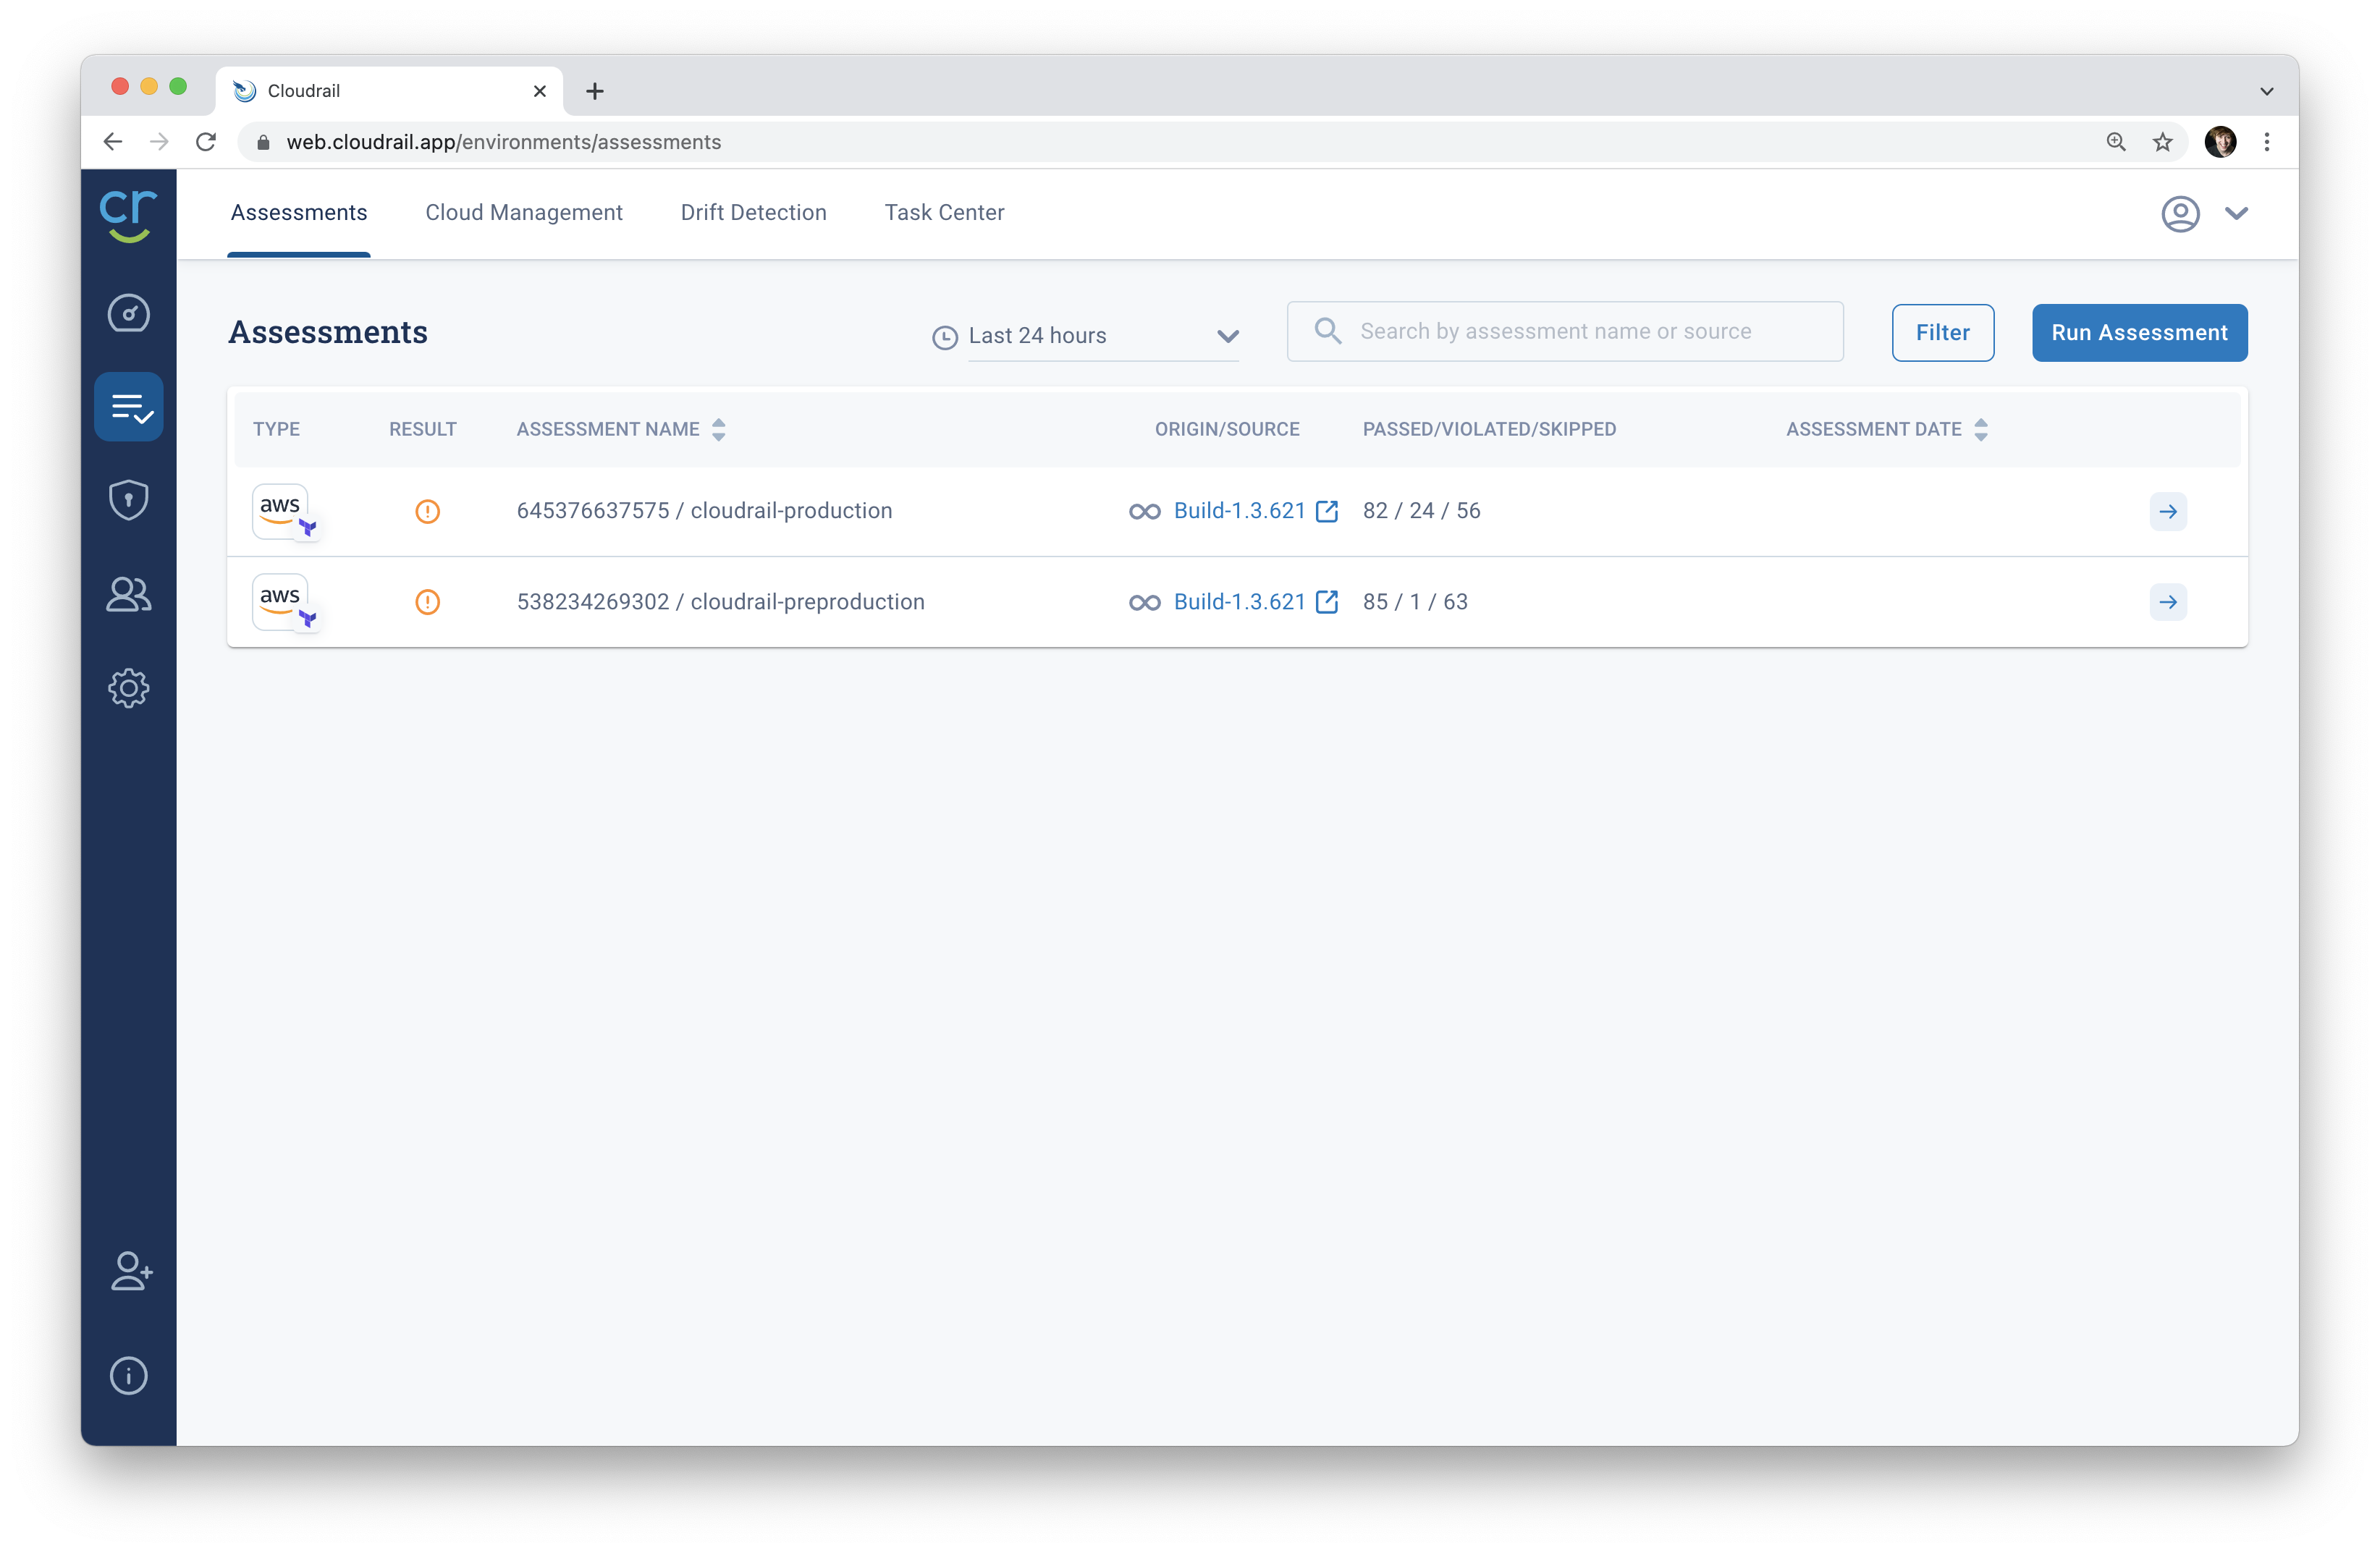 Cloudrail
web.cloudrail.app/environments/assessments
cr
Assessments Cloud Management Drift Detection Task Center
Assessments Last 24 hours Search by assessment name or source Filter Run Assessment
TYPE RESULT ASSESSMENT NAME ORIGIN/SOURCE PASSED/VIOLATED/SKIPPED ASSESSMENT DATE
aws 645376637575 / cloudrail-production Build-1.3.621 82 / 24 / 56
aws 538234269302 / cloudrail-preproduction Build-1.3.621 85 / 1 / 63